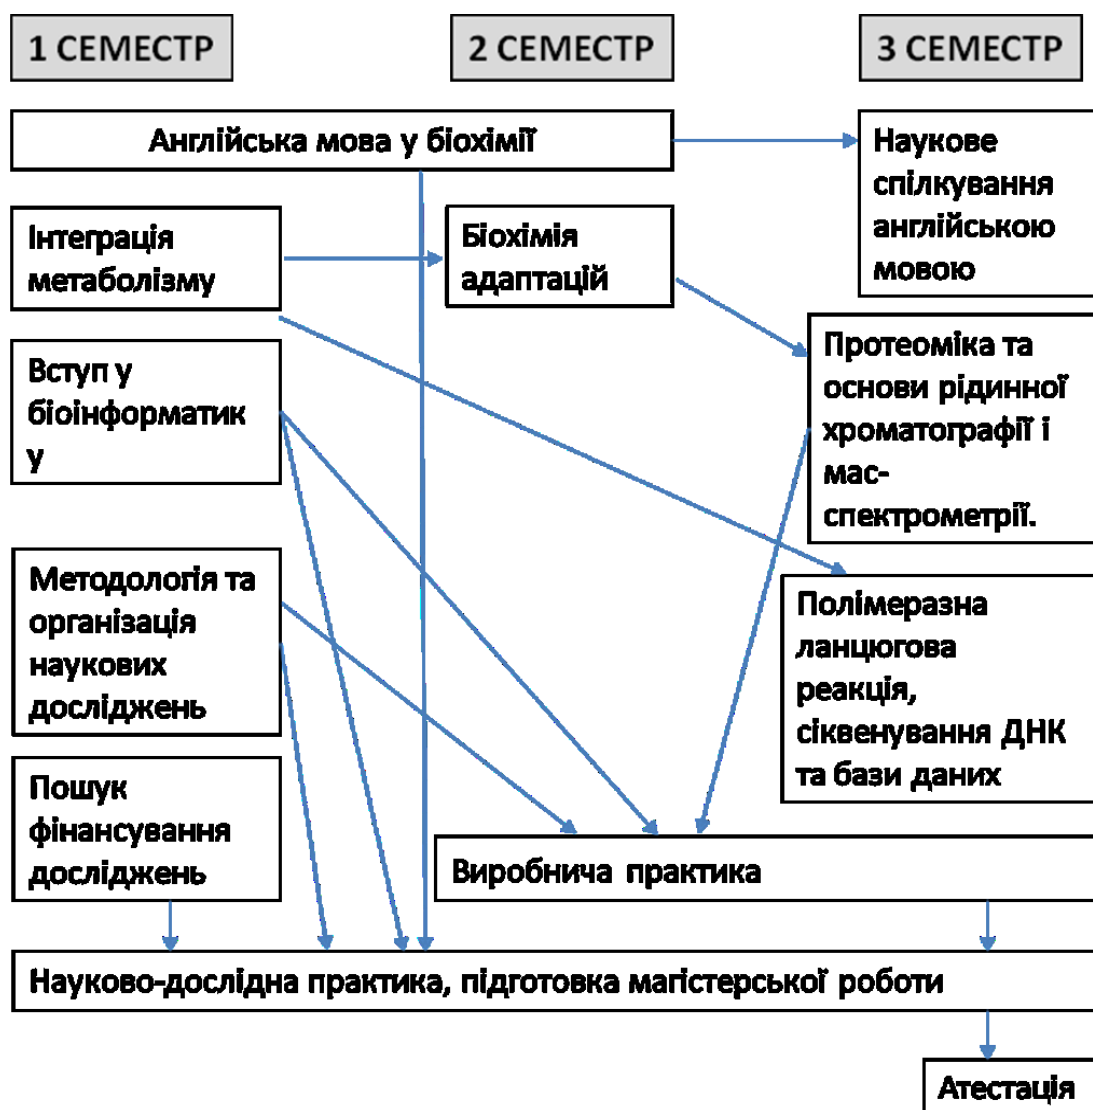 1 СЕМЕСТР
2 СЕМЕСТР
3 СЕМЕСТР
Англійська мова у біохімії
Наукове
спілкування
англійською
мовою
Інтеграція
метаболізму
Біохімія
адаптацій
Вступ у
біоінформатик
у
Протеоміка та
основи рідинної
хроматографії і
мас-
спектрометрії.
Методологія та
організація
наукових
досліджень
Полімеразна
ланцюгова
реакція,
сіквенування ДНК
та бази даних
Пошук
фінансування
досліджень
Виробнича практика
Науково-дослідна практика, підготовка магістерської роботи
Атестація